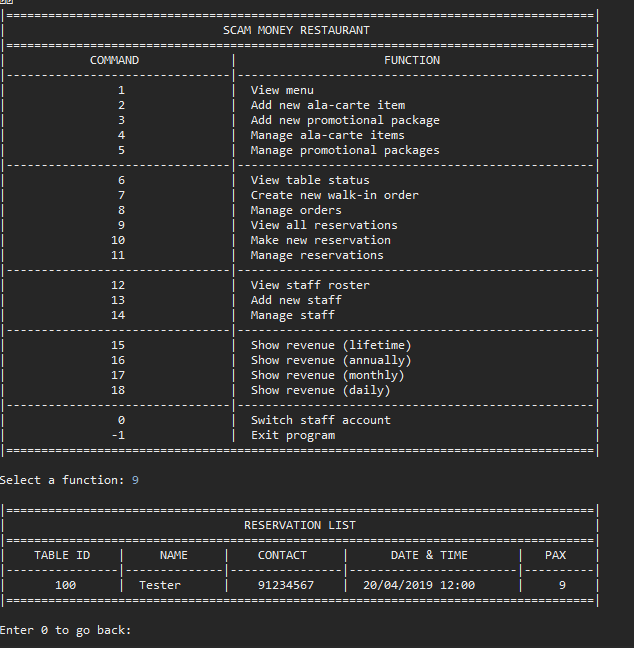 |====================================================================================|
SCAM MONEY RESTAURANT
|====================================================================================|
| COMMAND | FUNCTION |
|--------------------------------|---------------------------------------------------|
| 1 | View menu |
| 2 | Add new ala-carte item |
| 3 | Add new promotional package |
| 4 | Manage ala-carte items |
| 5 | Manage promotional packages |
|--------------------------------|---------------------------------------------------|
| 6 | View table status |
| 7 | Create new walk-in order |
| 8 | Manage orders |
| 9 | View all reservations |
| 10 | Make new reservation |
| 11 | Manage reservations |
|--------------------------------|---------------------------------------------------|
| 12 | View staff roster |
| 13 | Add new staff |
| 14 | Manage staff |
|--------------------------------|---------------------------------------------------|
| 15 | Show revenue (lifetime) |
| 16 | Show revenue (annually) |
| 17 | Show revenue (monthly) |
| 18 | Show revenue (daily) |
|--------------------------------|---------------------------------------------------|
| 0 | Switch staff account |
| -1 | Exit program |
|====================================================================================|
Select a function: 9
|====================================================================================|
| RESERVATION LIST |
|====================================================================================|
| TABLE ID | NAME | CONTACT | DATE & TIME | PAX |
|----------------|--------------|----------------|------------------------|----------|
| 100 | Tester | 91234567 | 20/04/2019 12:00 | 9 |
|====================================================================================|
Enter 0 to go back: